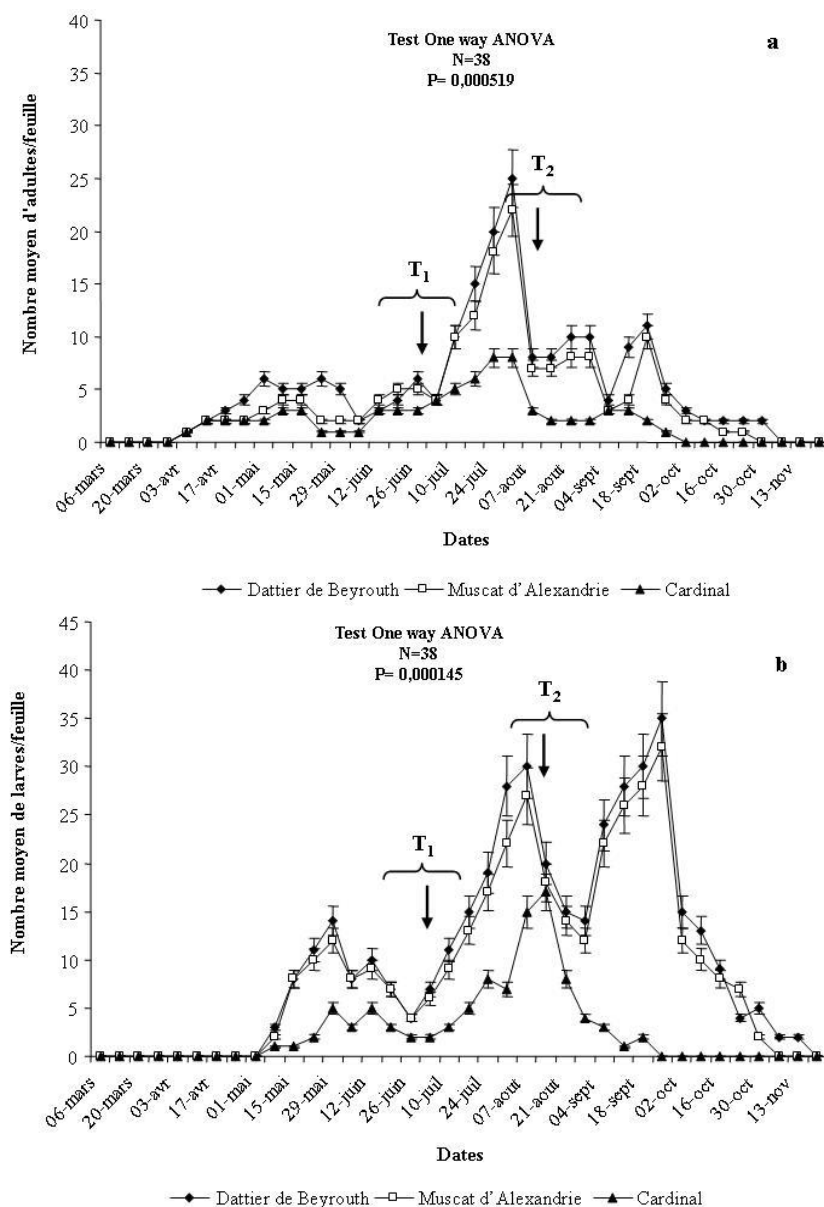 Test One way ANOVA
N=38
P= 0,000519
a
T1
T2
Nombre moyen d'adultes/feuille
40
35
30
25
20
15
10
5
0
06-mars
20-mars
03-avr
17-avr
01-mai
15-mai
29-mai
12-juin
26-juin
10-juil
24-juil
07-aout
21-aout
04-sept
18-sept
02-oct
16-oct
30-oct
13-nov
Dates
Dattier de Beyrouth Muscat d'Alexandrie Cardinal
Test One way ANOVA
N=38
P= 0,000145
b
T1
T2
Nombre moyen de larves/feuille
45
40
35
30
25
20
15
10
5
0
06-mars
20-mars
03-avr
17-avr
01-mai
15-mai
29-mai
12-juin
26-juin
10-juil
24-juil
07-aout
21-aout
04-sept
18-sept
02-oct
16-oct
30-oct
13-nov
Dates
Dattier de Beyrouth Muscat d'Alexandrie Cardinal